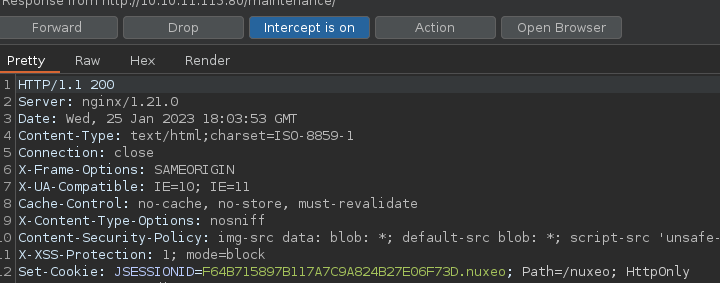 Response from http://10.10.11.115:80/maintenance/
Forward Drop Intercept is on Action Open Browser
Pretty Raw Hex Render
1 HTTP/1.1 200
2 Server: nginx/1.21.0
3 Date: Wed, 25 Jan 2023 18:03:53 GMT
4 Content-Type: text/html;charset=ISO-8859-1
5 Connection: close
6 X-Frame-Options: SAMEORIGIN
7 X-UA-Compatible: IE=10; IE=11
8 Cache-Control: no-cache, no-store, must-revalidate
9 X-Content-Type-Options: nosniff
10 Content-Security-Policy: img-src data: blob: *; default-src blob: *; script-src 'unsafe-
11 X-XSS-Protection: 1; mode=block
12 Set-Cookie: JSESSIONID=F64B715897B117A7C9A824B27E06F73D.nuxeo; Path=/nuxeo; HttpOnly